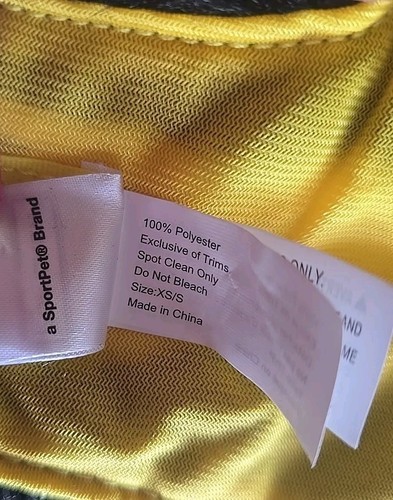 a SportPet® Brand
100% Polyester
Exclusive of Trims
Spot Clean Only
Do Not Bleach
Size:XS/S
Made in China
ONLY.
AND
ME